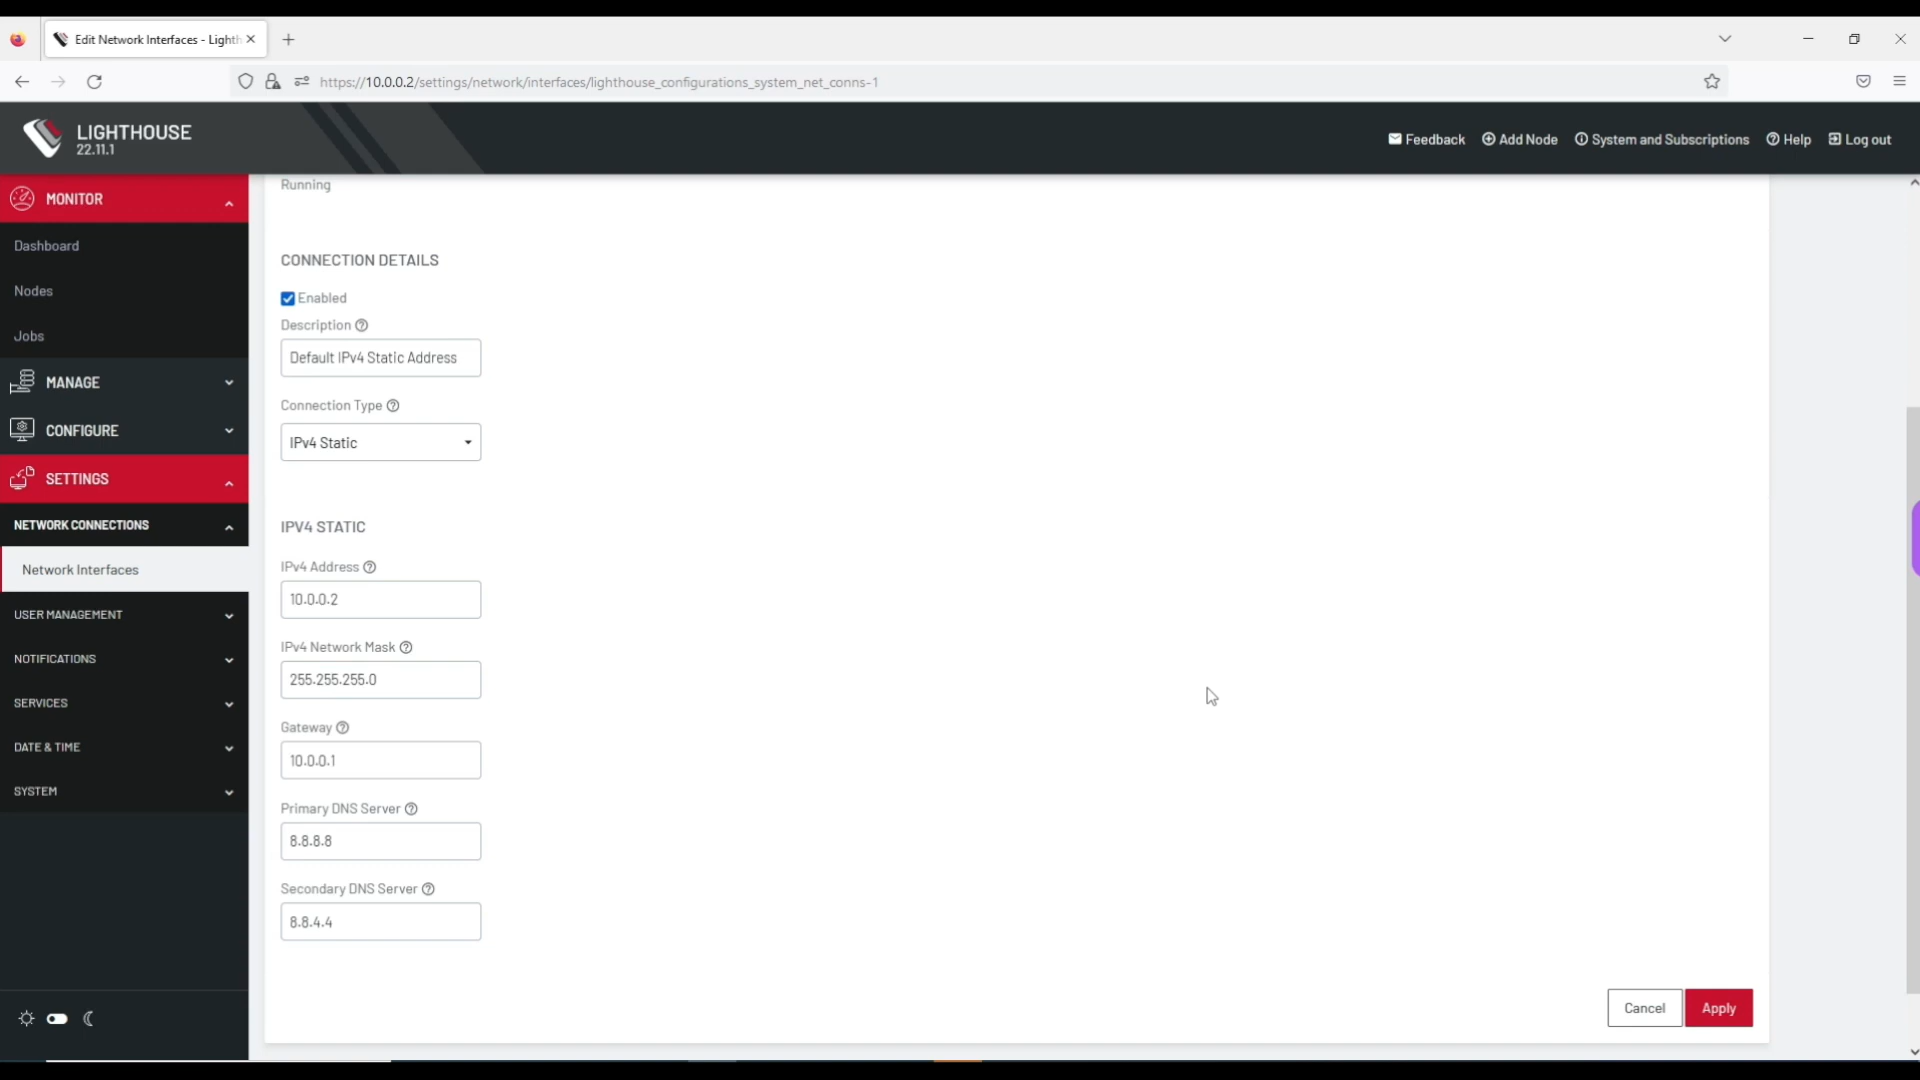 Edit Network Interfaces - Lighth
https://10.0.0.2/settings/network/interfaces/lighthouse_configurations_system_net_conns-1
LIGHTHOUSE
22.11.1
Feedback
Add Node
System and Subscriptions
Help
Log out
MONITOR
Dashboard
Nodes
Jobs
MANAGE
CONFIGURE
SETTINGS
NETWORK CONNECTIONS
Network Interfaces
USER MANAGEMENT
NOTIFICATIONS
SERVICES
DATE & TIME
SYSTEM
Running
CONNECTION DETAILS
Enabled
Description
Default IPv4 Static Address
Connection Type
IPv4 Static
IPV4 STATIC
IPv4 Address
10.0.0.2
IPv4 Network Mask
255.255.255.0
Gateway
10.0.0.1
Primary DNS Server
8.8.8.8
Secondary DNS Server
8.8.4.4
Cancel
Apply